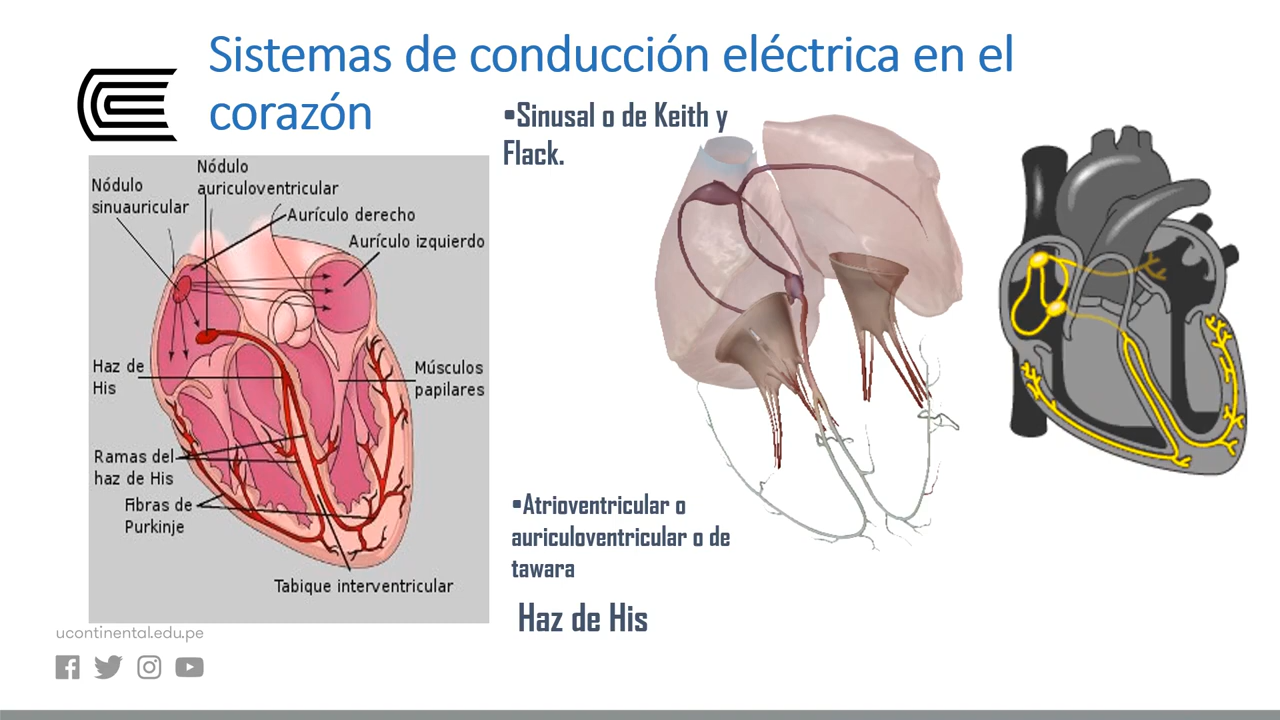 Sistemas de conducción eléctrica en el
corazón
•Sinusal o de Keith y
Flack.
Nódulo
auriculoventricular
Nódulo
sinuauricular
Aurículo derecho
Aurículo izquierdo
Haz de
His
Músculos
papilares
Ramas del
haz de His
Fibras de
Purkinje
Tabique interventricular
•Atrioventricular o
auriculoventricular o de
tawara
Haz de His
ucontinental.edu.pe